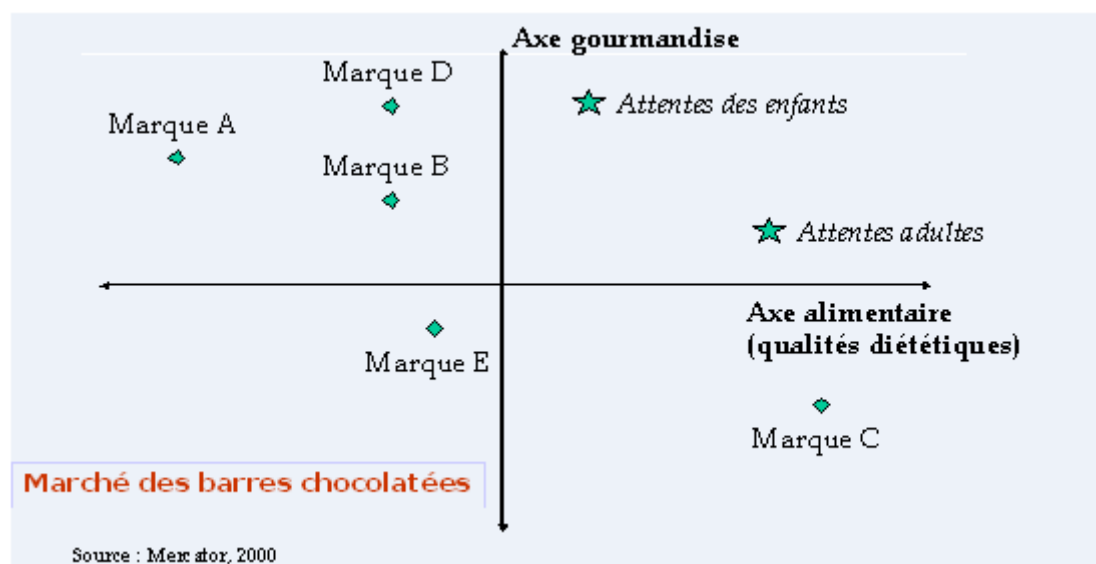 Axe gourmandise
Marque D
Attentes des enfants
Marque A
Marque B
Attentes adultes
Axe alimentaire
(qualités diététiques)
Marque E
Marque C
Marché des barres chocolatées
Source : Mercator, 2000